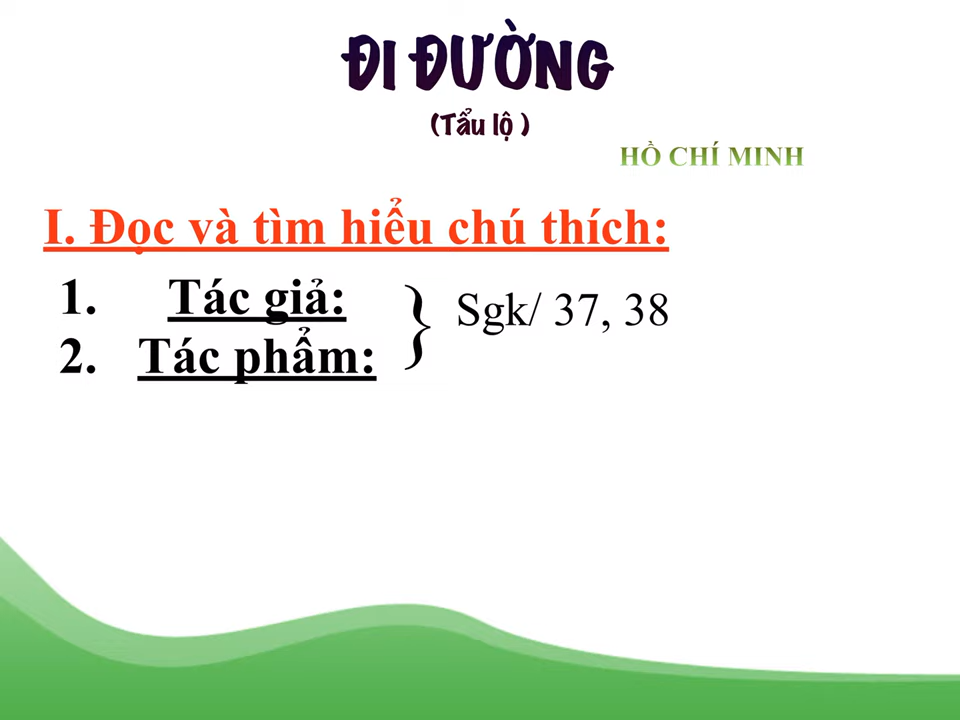 ĐI ĐƯỜNG
(Tẩu lộ )
HỒ CHÍ MINH
I. Đọc và tìm hiểu chú thích:
1. Tác giả:
2. Tác phẩm:
} Sgk/ 37, 38